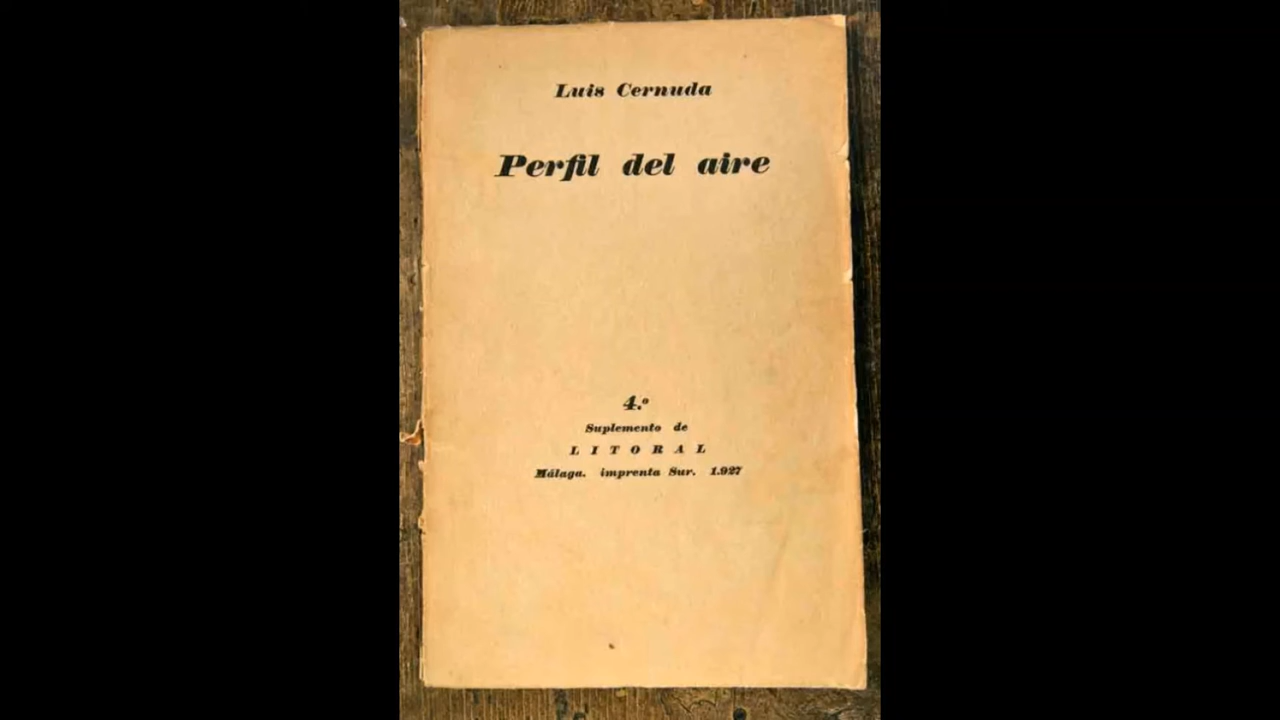 Luis Cernuda
Perfil del aire
4.º
Suplemento de
LITORAL
Málaga. imprenta Sur. 1.927